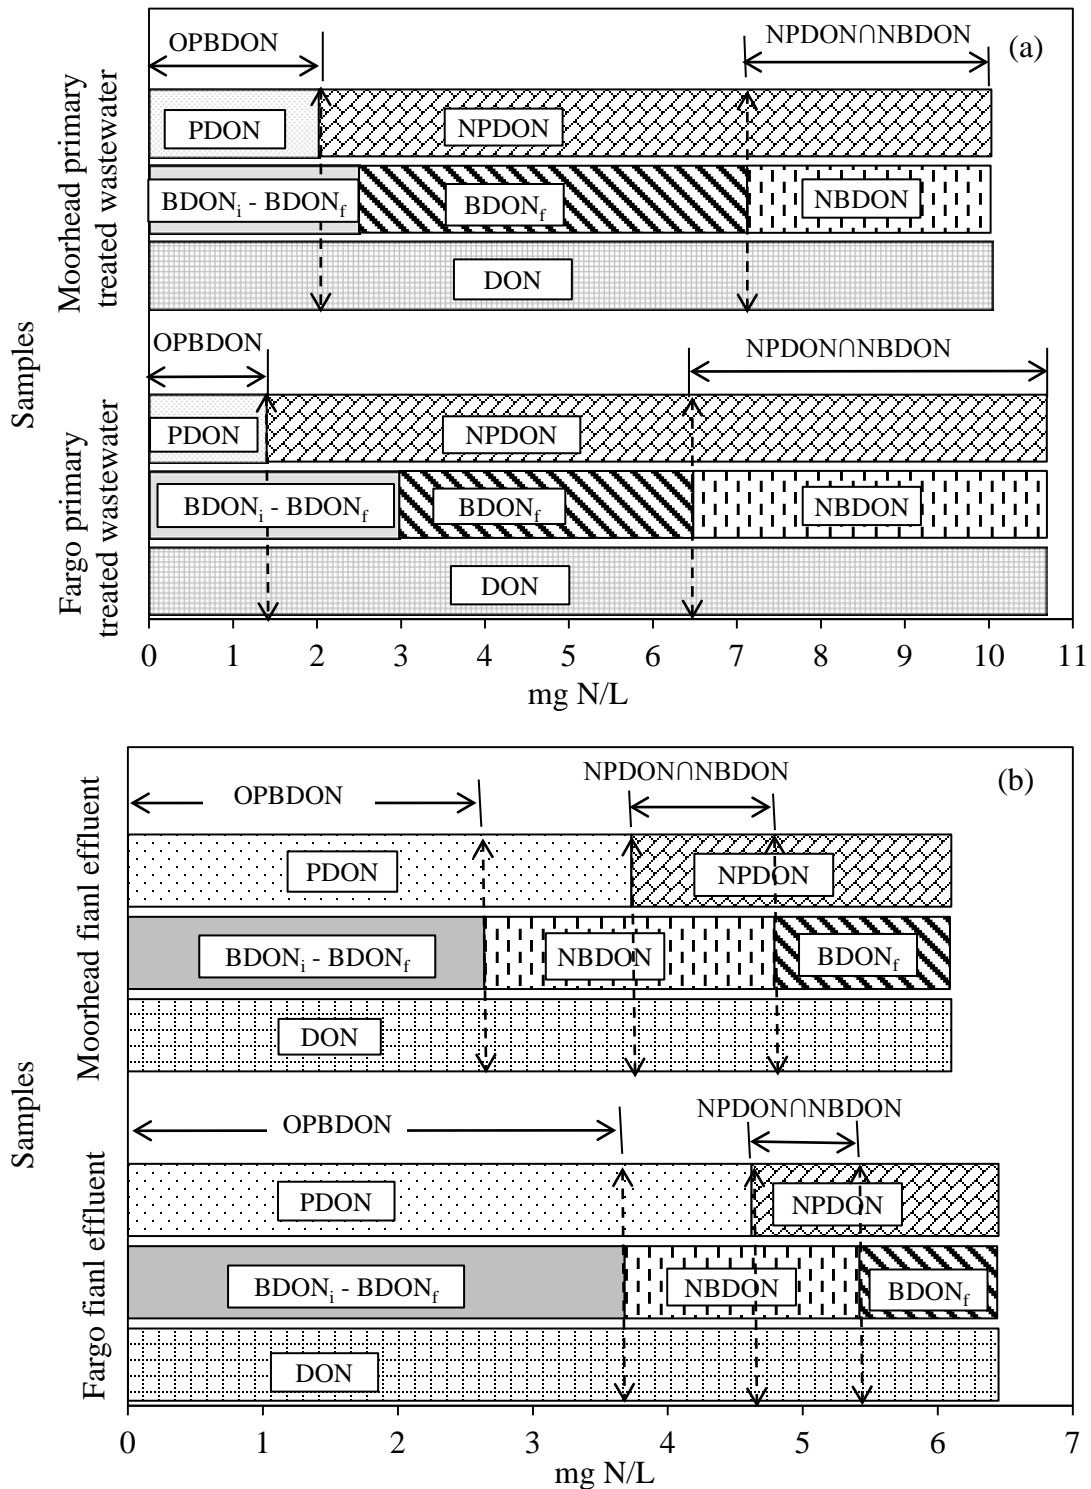 OPBDON
NPDON∩NBDON
(a)
PDON
NPDON
BDONi - BDONf
BDONf
NBDON
DON
Moorhead primary
treated wastewater
OPBDON
NPDON∩NBDON
PDON
NPDON
BDONi - BDONf
BDONf
NBDON
DON
Fargo primary
treated wastewater
Samples
0 1 2 3 4 5 6 7 8 9 10 11
mg N/L
NPDON∩NBDON
(b)
OPBDON
PDON
NPDON
BDONi - BDONf
NBDON
BDONf
DON
Moorhead fianl effluent
NPDON∩NBDON
OPBDON
PDON
NPDON
BDONi - BDONf
NBDON
BDONf
DON
Fargo fianl effluent
Samples
0 1 2 3 4 5 6 7
mg N/L